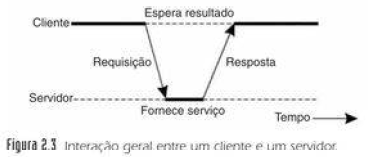 Espera resultado
Cliente
Requisição
Resposta
Servidor
Fornece serviço
Tempo
Figura 2.3 Interação geral entre um cliente e um servidor.